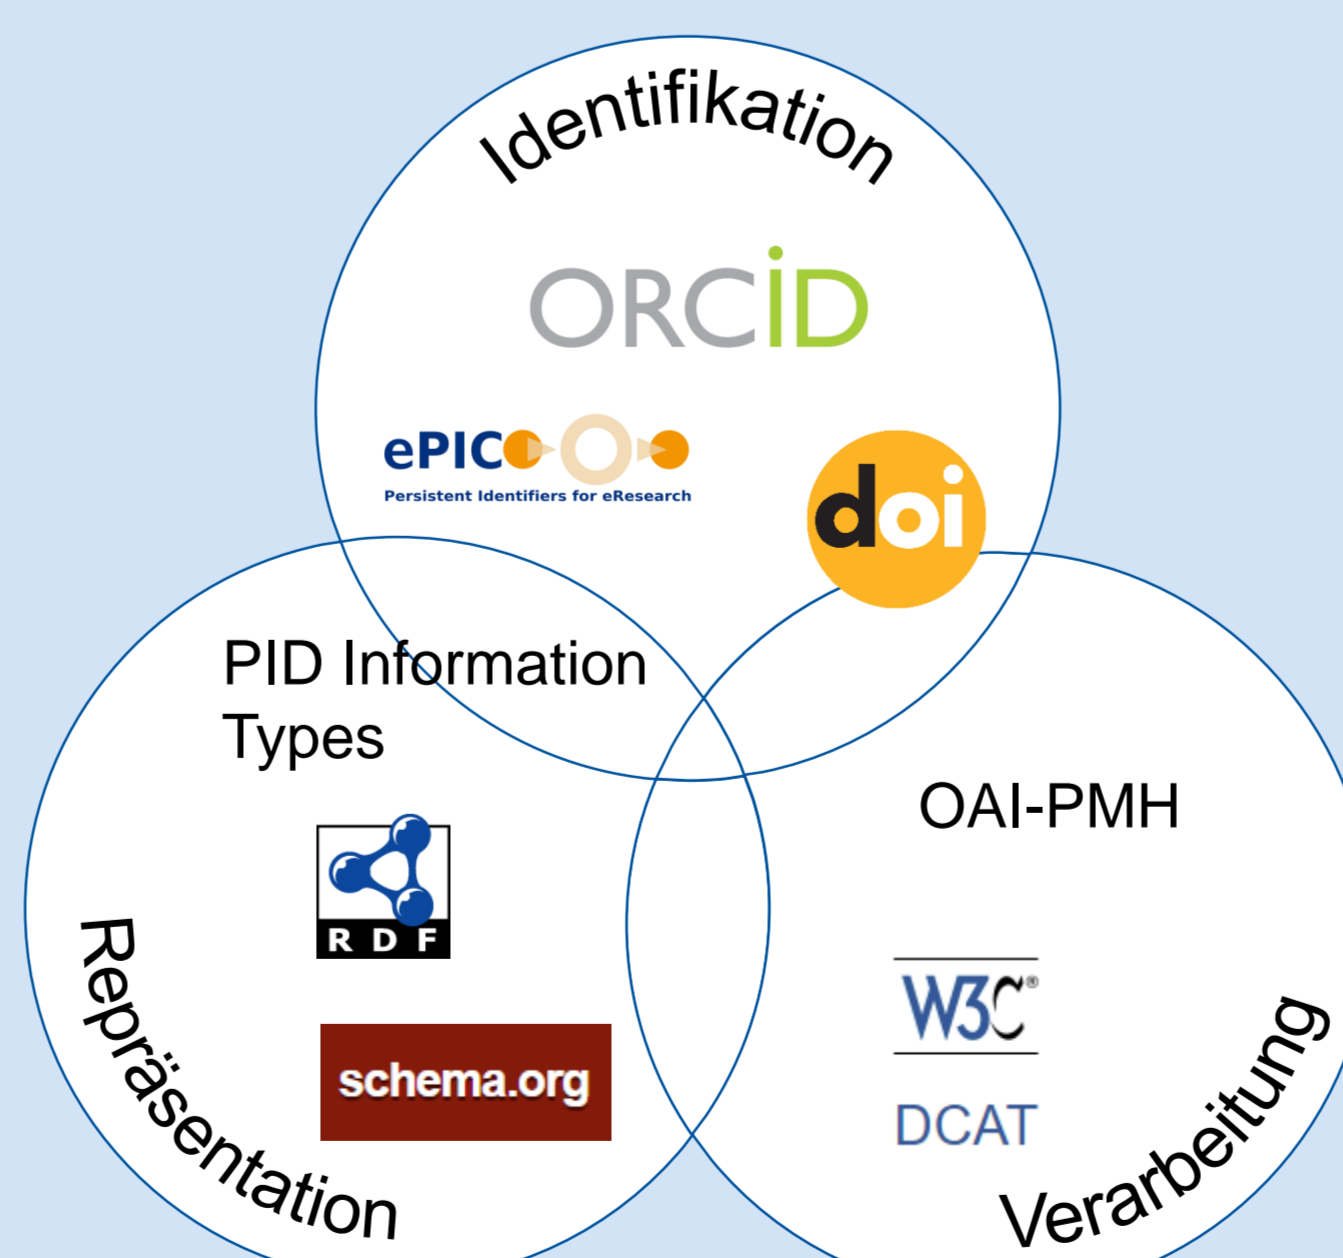 Identifikation
ORCiD
ePIC
Persistent Identifiers for eResearch
doi
PID Information
Types
RDF
schema.org
Repräsentation
OAI-PMH
W3C®
DCAT
Verarbeitung